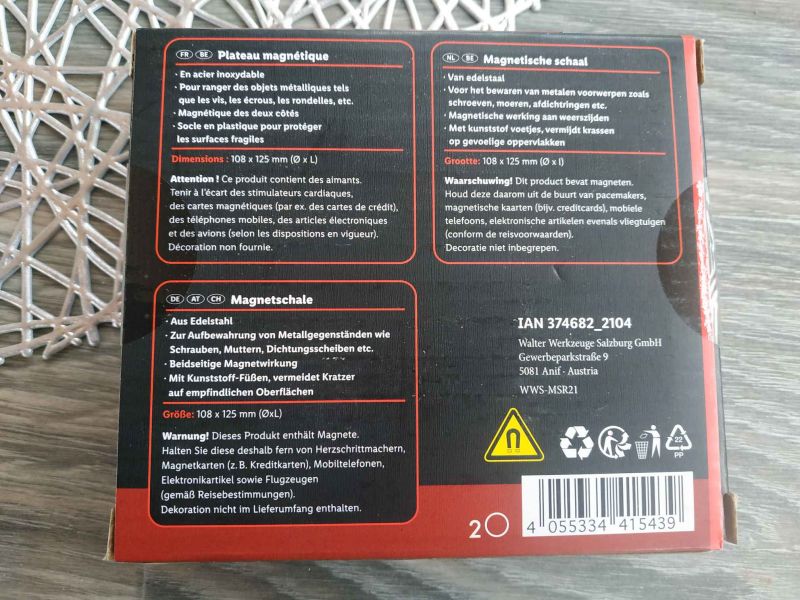 FR BE Plateau magnétique
· En acier inoxydable
· Pour ranger des objets métalliques tels
que les vis, les écrous, les rondelles, etc.
· Magnétique des deux côtés
· Socle en plastique pour protéger
les surfaces fragiles
Dimensions : 108 x 125 mm (Ø x L)
Attention ! Ce produit contient des aimants.
Tenir à l'écart des stimulateurs cardiaques,
des cartes magnétiques (par ex. des cartes de crédit),
des téléphones mobiles, des articles électroniques
et des avions (selon les dispositions en vigueur).
Décoration non fournie.
NL BE Magnetische schaal
· Van edelstaal
· Voor het bewaren van metalen voorwerpen zoals
schroeven, moeren, afdichtringen etc.
· Magnetische werking aan weerszijden
· Met kunststof voetjes, vermijdt krassen
op gevoelige oppervlakken
Grootte: 108 x 125 mm (Ø x l)
Waarschuwing! Dit product bevat magneten.
Houd deze daarom uit de buurt van pacemakers,
magnetische kaarten (bijv. creditcards), mobiele
telefoons, elektronische artikelen evenals vliegtuigen
(conform de reisvoorwaarden).
Decoratie niet inbegrepen.
DE AT CH Magnetschale
· Aus Edelstahl
· Zur Aufbewahrung von Metallgegenständen wie
Schrauben, Muttern, Dichtungsscheiben etc.
· Beidseitige Magnetwirkung
· Mit Kunststoff-Füßen, vermeidet Kratzer
auf empfindlichen Oberflächen
Größe: 108 x 125 mm (ØxL)
Warnung! Dieses Produkt enthält Magnete.
Halten Sie diese deshalb fern von Herzschrittmachern,
Magnetkarten (z. B. Kreditkarten), Mobiltelefonen,
Elektronikartikel sowie Flugzeugen
(gemäß Reisebestimmungen).
Dekoration nicht im Lieferumfang enthalten.
IAN 374682_2104
Walter Werkzeuge Salzburg GmbH
Gewerbeparkstraße 9
5081 Anif · Austria
WWS-MSR21
22
PP
2
4 055334 415439